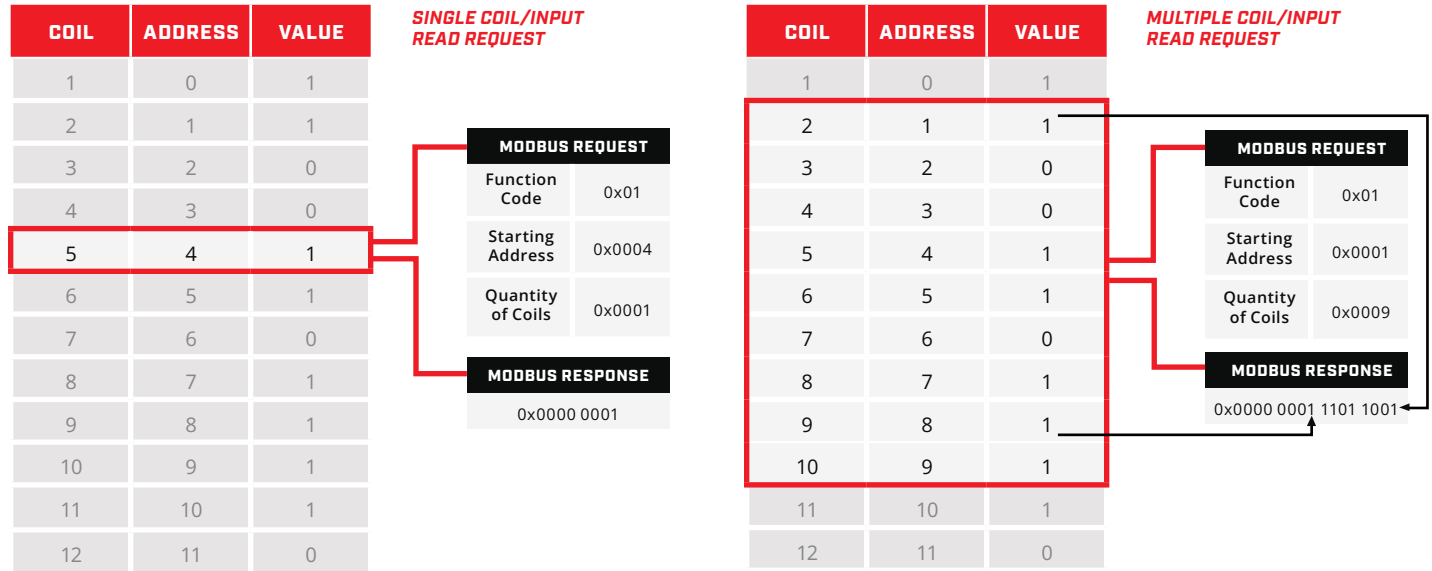 SINGLE COIL/INPUT
READ REQUEST
COIL ADDRESS VALUE
1 0 1
2 1 1
3 2 0
4 3 0
5 4 1
6 5 1
7 6 0
8 7 1
9 8 1
10 9 1
11 10 1
12 11 0
MODBUS REQUEST
Function
Code
0x01
Starting
Address
0x0004
Quantity
of Coils
0x0001
MODBUS RESPONSE
0x0000 0001
MULTIPLE COIL/INPUT
READ REQUEST
COIL ADDRESS VALUE
1 0 1
2 1 1
3 2 0
4 3 0
5 4 1
6 5 1
7 6 0
8 7 1
9 8 1
10 9 1
11 10 1
12 11 0
MODBUS REQUEST
Function
Code
0x01
Starting
Address
0x0001
Quantity
of Coils
0x0009
MODBUS RESPONSE
0x0000 0001 1101 1001